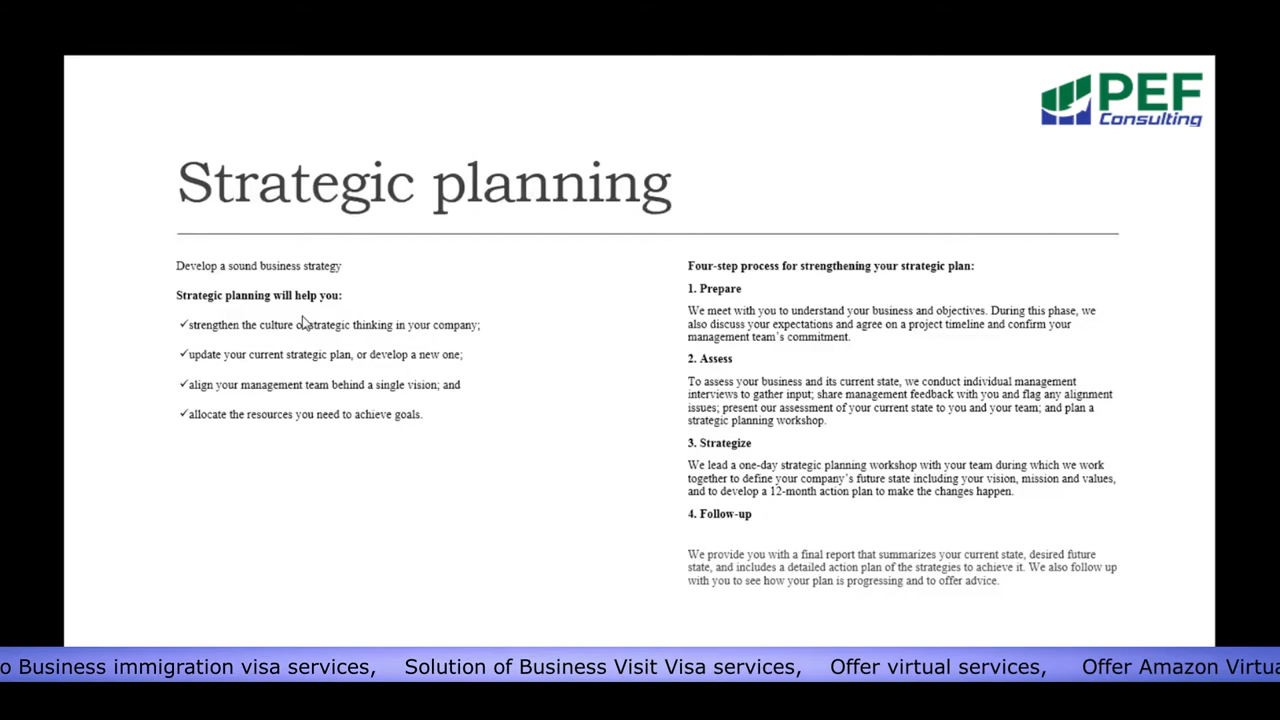 PEF
Consulting
Strategic planning
Develop a sound business strategy
Strategic planning will help you:
✓strengthen the culture of strategic thinking in your company;
✓update your current strategic plan, or develop a new one;
✓align your management team behind a single vision; and
✓allocate the resources you need to achieve goals.
Four-step process for strengthening your strategic plan:
1. Prepare
We meet with you to understand your business and objectives. During this phase, we
also discuss your expectations and agree on a project timeline and confirm your
management team's commitment.
2. Assess
To assess your business and its current state, we conduct individual management
interviews to gather input; share management feedback with you and flag any alignment
issues; present our assessment of your current state to you and your team; and plan a
strategic planning workshop.
3. Strategize
We lead a one-day strategic planning workshop with your team during which we work
together to define your company's future state including your vision, mission and values,
and to develop a 12-month action plan to make the changes happen.
4. Follow-up
We provide you with a final report that summarizes your current state, desired future
state, and includes a detailed action plan of the strategies to achieve it. We also follow up
with you to see how your plan is progressing and to offer advice.
o Business immigration visa services, Solution of Business Visit Visa services, Offer virtual services, Offer Amazon Virtua